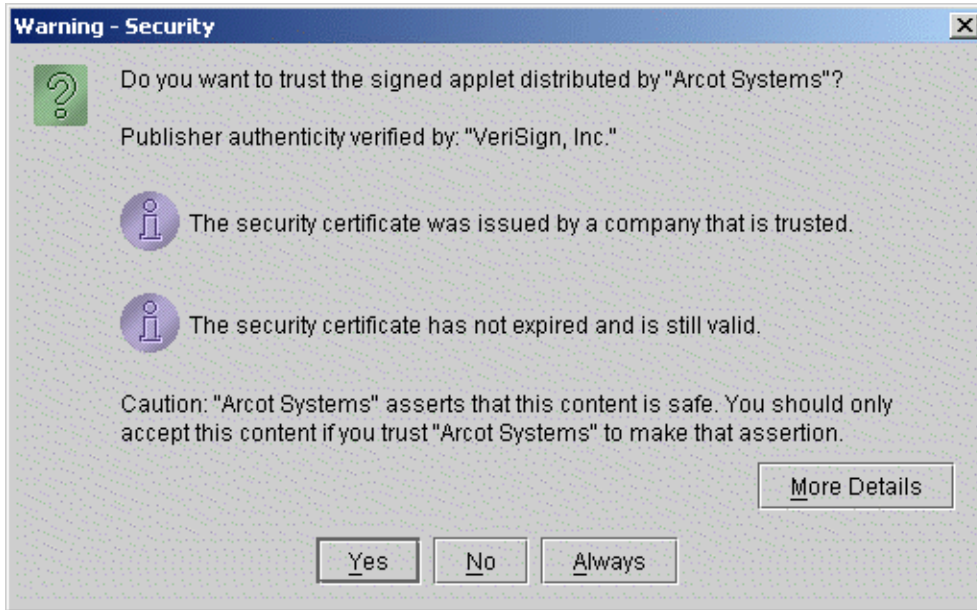 Warning - Security
Do you want to trust the signed applet distributed by "Arcot Systems"?
Publisher authenticity verified by: "VeriSign, Inc."
The security certificate was issued by a company that is trusted.
The security certificate has not expired and is still valid.
Caution: "Arcot Systems" asserts that this content is safe. You should only
accept this content if you trust "Arcot Systems" to make that assertion.
More Details
Yes No Always